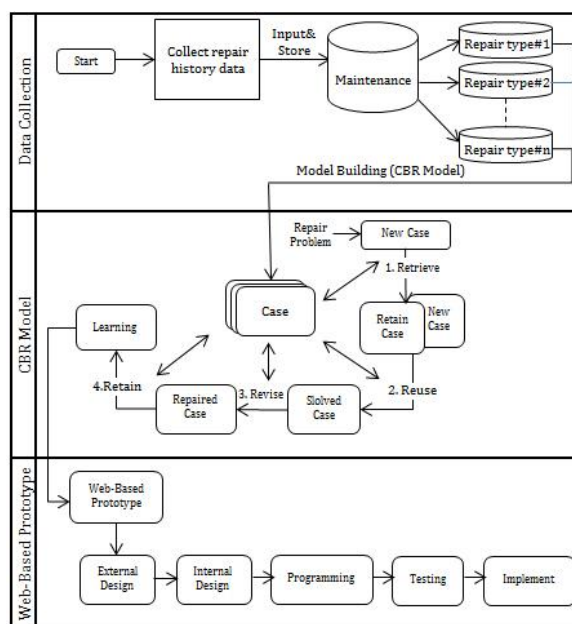 Data Collection
Start
Collect repair
history data
Input&
Store
Maintenance
Repair type#1
Repair type#2
Repair type#n
Model Building (CBR Model)
CBR Model
Repair
Problem
New Case
1. Retrieve
Case
Learning
Retain
Case
New
Case
4.Retain
Repaired
Case
3. Revise
Slolved
Case
2. Reuse
Web-Based Prototype
Web-Based
Prototype
External
Design
Internal
Design
Programming
Testing
Implement